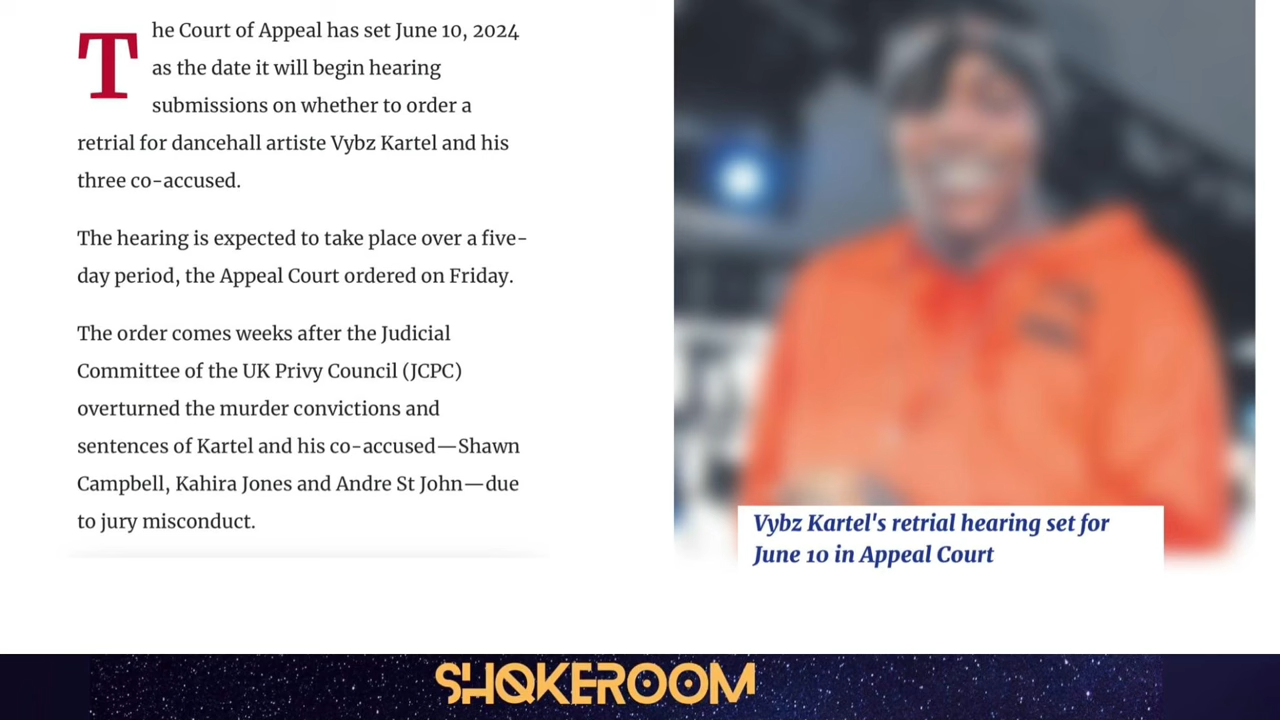 The Court of Appeal has set June 10, 2024
as the date it will begin hearing
submissions on whether to order a
retrial for dancehall artiste Vybz Kartel and his
three co-accused.
The hearing is expected to take place over a five-
day period, the Appeal Court ordered on Friday.
The order comes weeks after the Judicial
Committee of the UK Privy Council (JCPC)
overturned the murder convictions and
sentences of Kartel and his co-accused—Shawn
Campbell, Kahira Jones and Andre St John—due
to jury misconduct.
Vybz Kartel's retrial hearing set for
June 10 in Appeal Court
SHOKEROOM